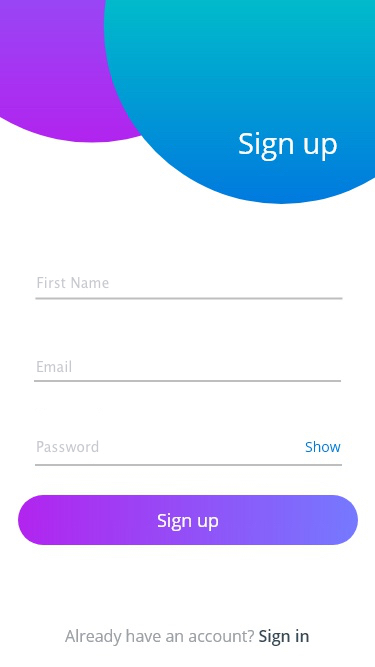 Sign up
First Name
Email
Password Show
Sign up
Already have an account? Sign in